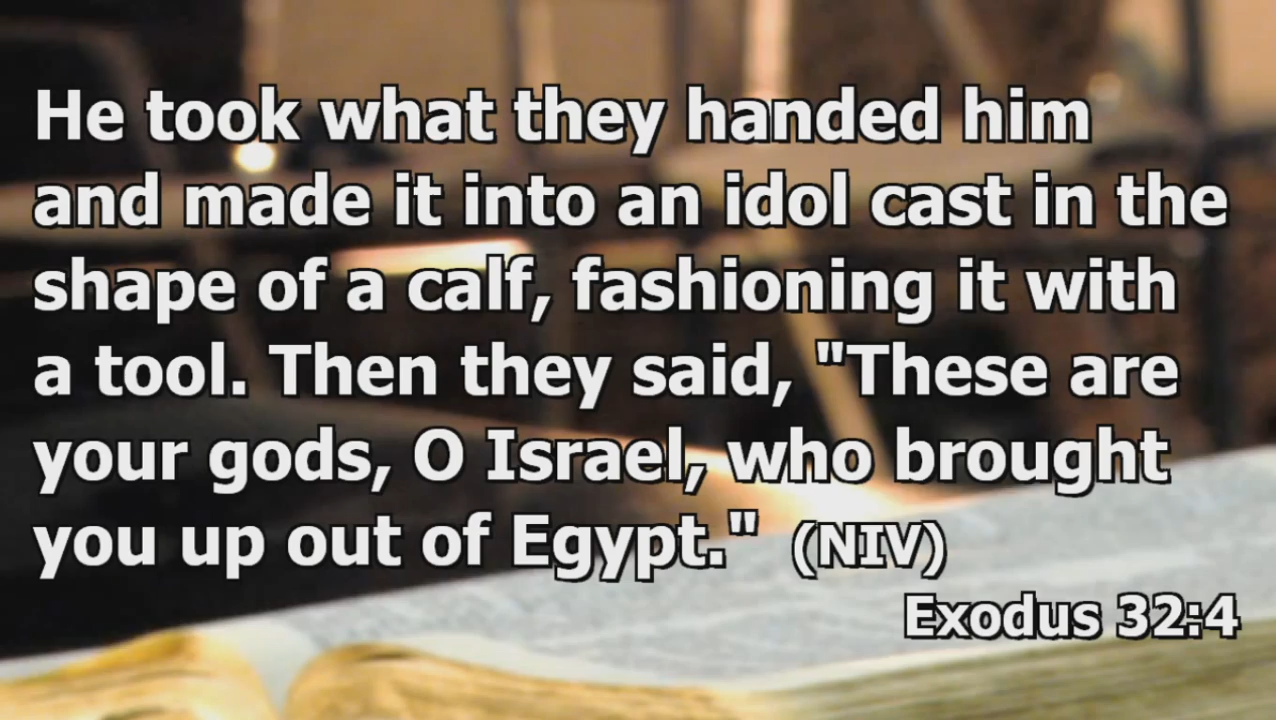 He took what they handed him
and made it into an idol cast in the
shape of a calf, fashioning it with
a tool. Then they said, "These are
your gods, O Israel, who brought
you up out of Egypt." (NIV)
Exodus 32:4